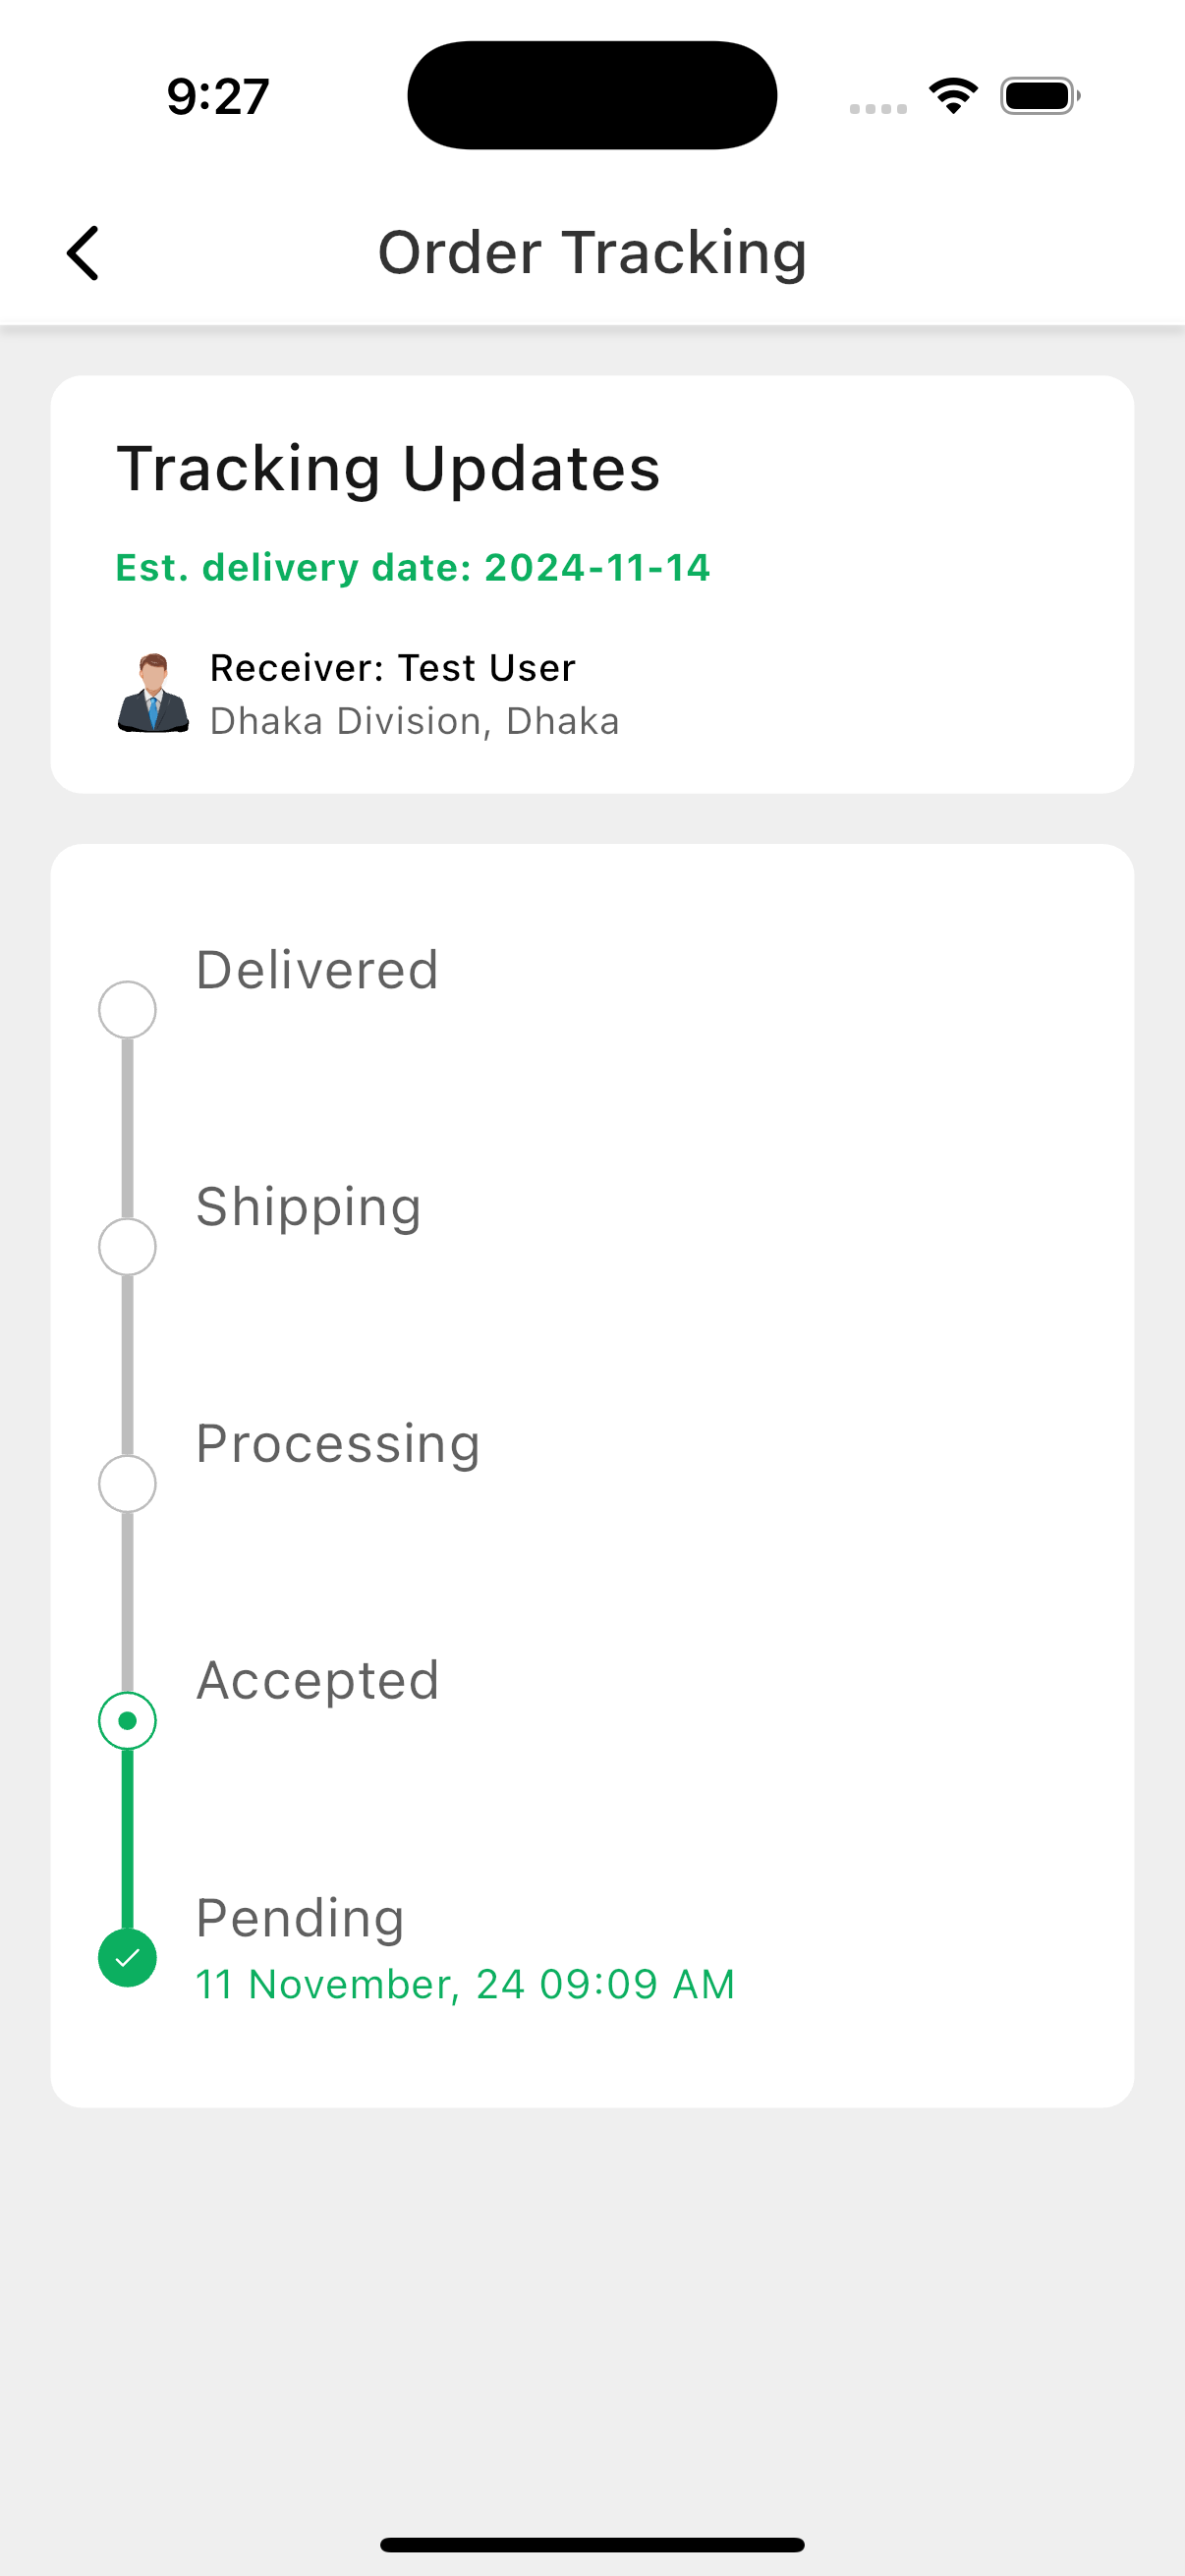 9:27
Order Tracking
Tracking Updates
Est. delivery date: 2024-11-14
Receiver: Test User
Dhaka Division, Dhaka
Delivered
Shipping
Processing
Accepted
Pending
11 November, 24 09:09 AM